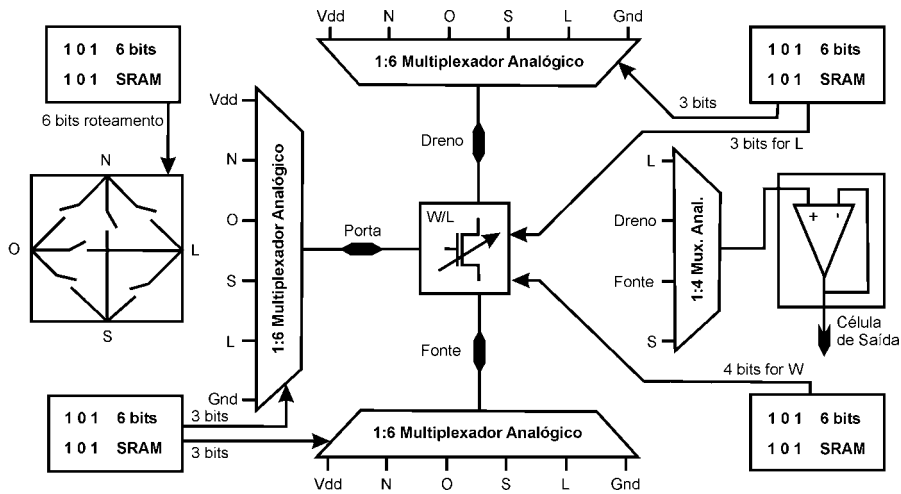 Vdd N O S L Gnd
1:6 Multiplexador Analógico
1 0 1 6 bits
1 0 1 SRAM
6 bits roteamento
1 0 1 6 bits
1 0 1 SRAM
3 bits
3 bits for L
Dreno
N
O
L
S
Vdd
N
O
S
L
Gnd
1:6 Multiplexador Analógico
Porta
W/L
Fonte
L
Dreno
Fonte
S
1:4 Mux. Anal.
+ -
Célula
de Saída
4 bits for W
1 0 1 6 bits
1 0 1 SRAM
3 bits
3 bits
1:6 Multiplexador Analógico
Vdd N O S L Gnd
1 0 1 6 bits
1 0 1 SRAM